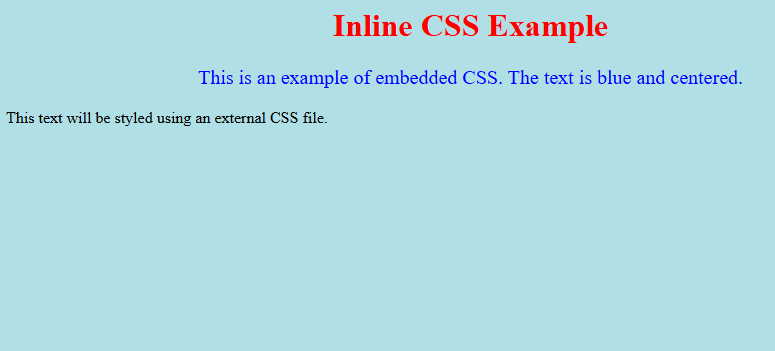 Inline CSS Example
This is an example of embedded CSS. The text is blue and centered.
This text will be styled using an external CSS file.